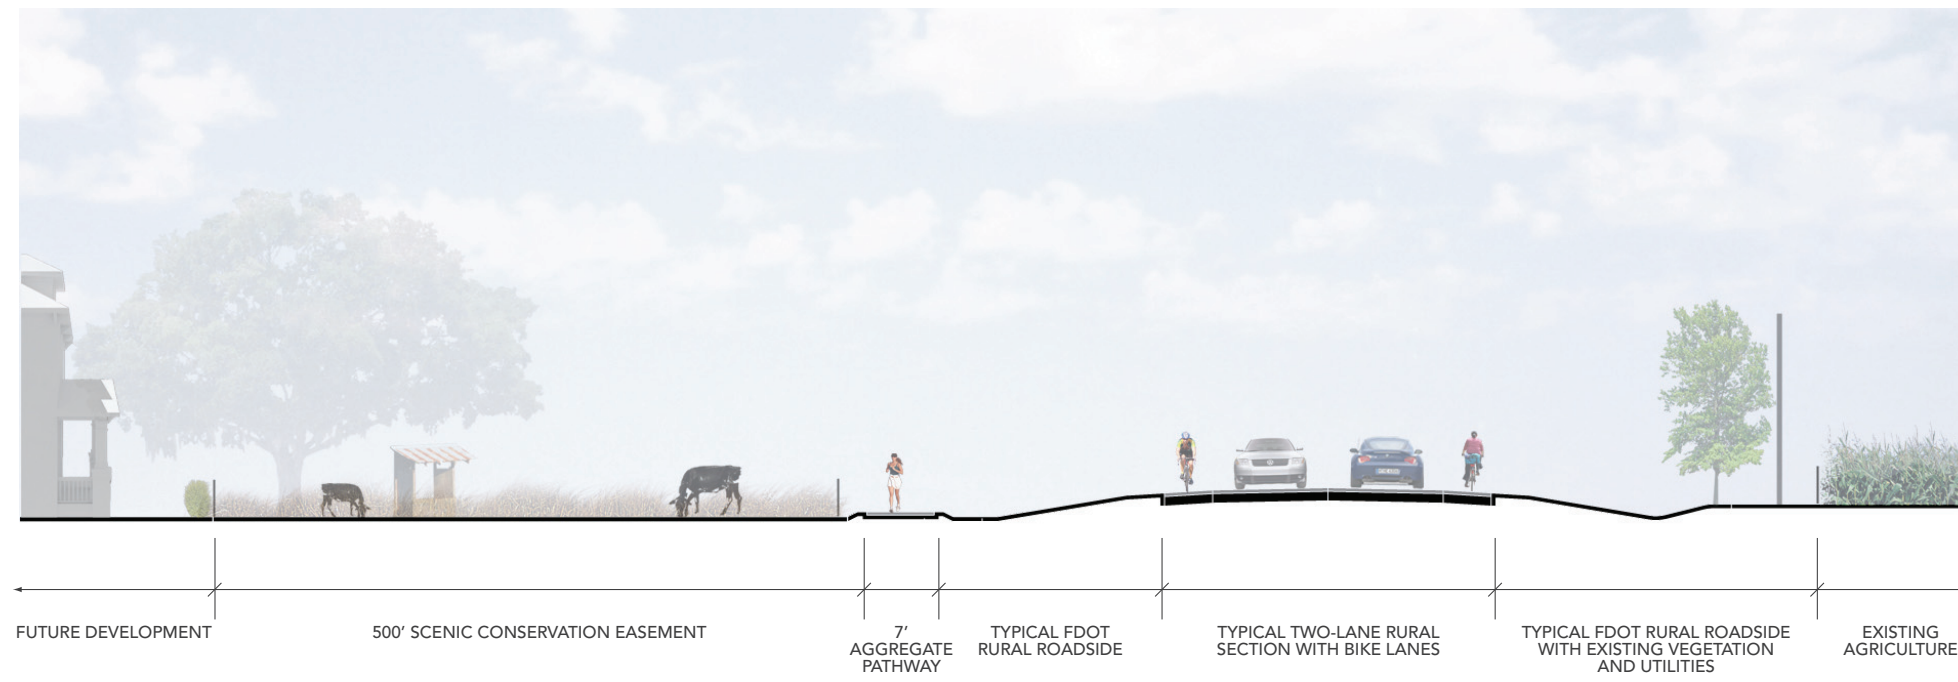 FUTURE DEVELOPMENT
500' SCENIC CONSERVATION EASEMENT
7'
AGGREGATE
PATHWAY
TYPICAL FDOT
RURAL ROADSIDE
TYPICAL TWO-LANE RURAL
SECTION WITH BIKE LANES
TYPICAL FDOT RURAL ROADSIDE
WITH EXISTING VEGETATION
AND UTILITIES
EXISTING
AGRICULTURE